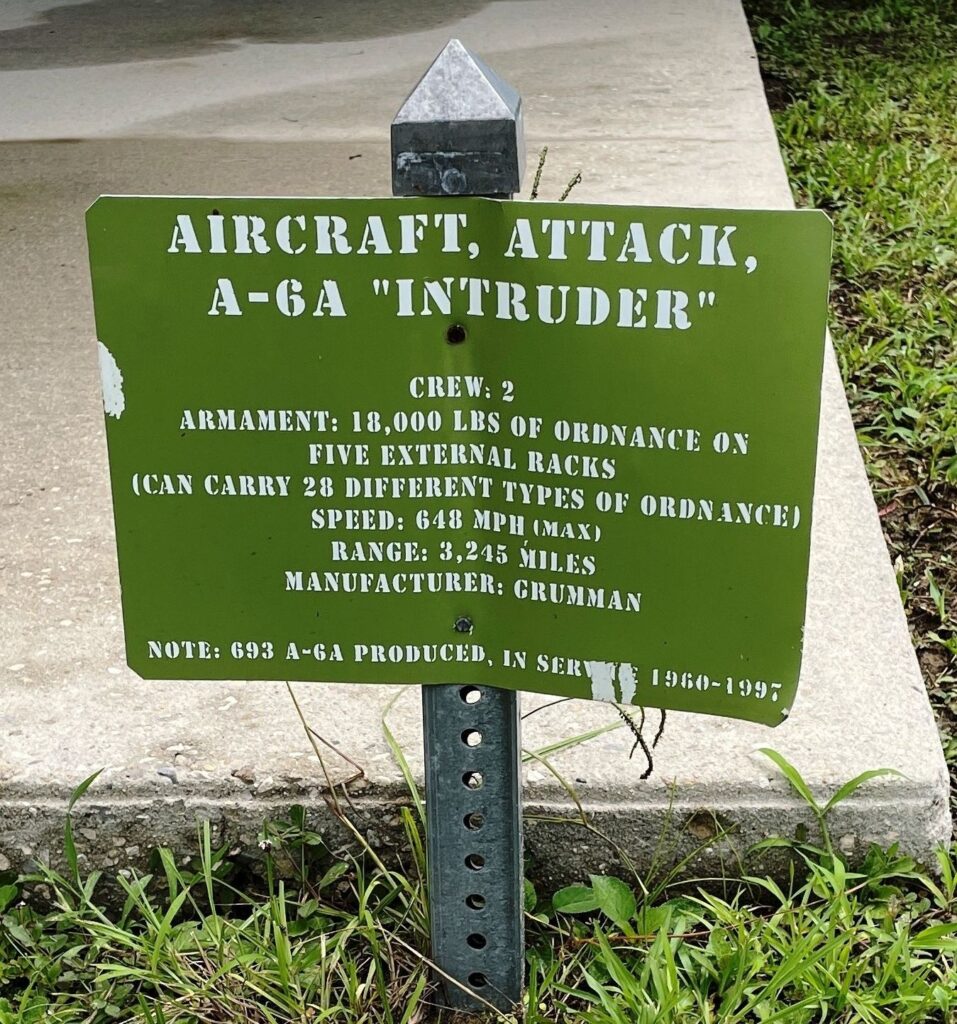 AIRCRAFT, ATTACK,
A-6A "INTRUDER"
CREW: 2
ARMAMENT: 18,000 LBS OF ORDNANCE ON
FIVE EXTERNAL RACKS
(CAN CARRY 28 DIFFERENT TYPES OF ORDNANCE)
SPEED: 648 MPH (MAX)
RANGE: 3,245 MILES
MANUFACTURER: GRUMMAN
NOTE: 693 A-6A PRODUCED, IN SERVICE 1960-1997